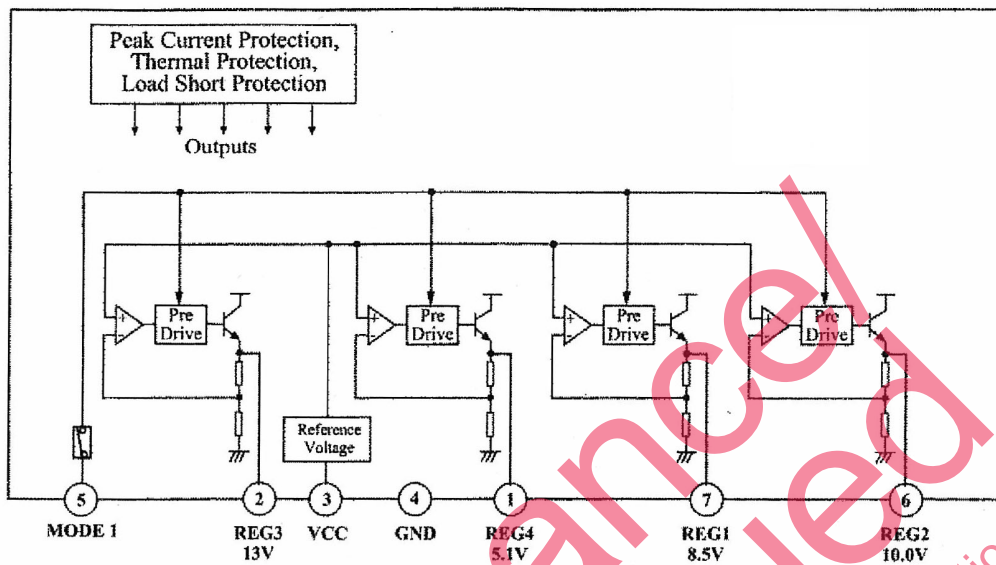 Peak Current Protection,
Thermal Protection,
Load Short Protection
Outputs
+
-
Pre
Drive
+
-
Pre
Drive
+
-
Pre
Drive
+
-
Pre
Drive
Reference
Voltage
5
2
3
4
1
7
6
MODE 1
REG3
13V
VCC
GND
REG4
5.1V
REG1
8.5V
REG2
10.0V
ance/
ued